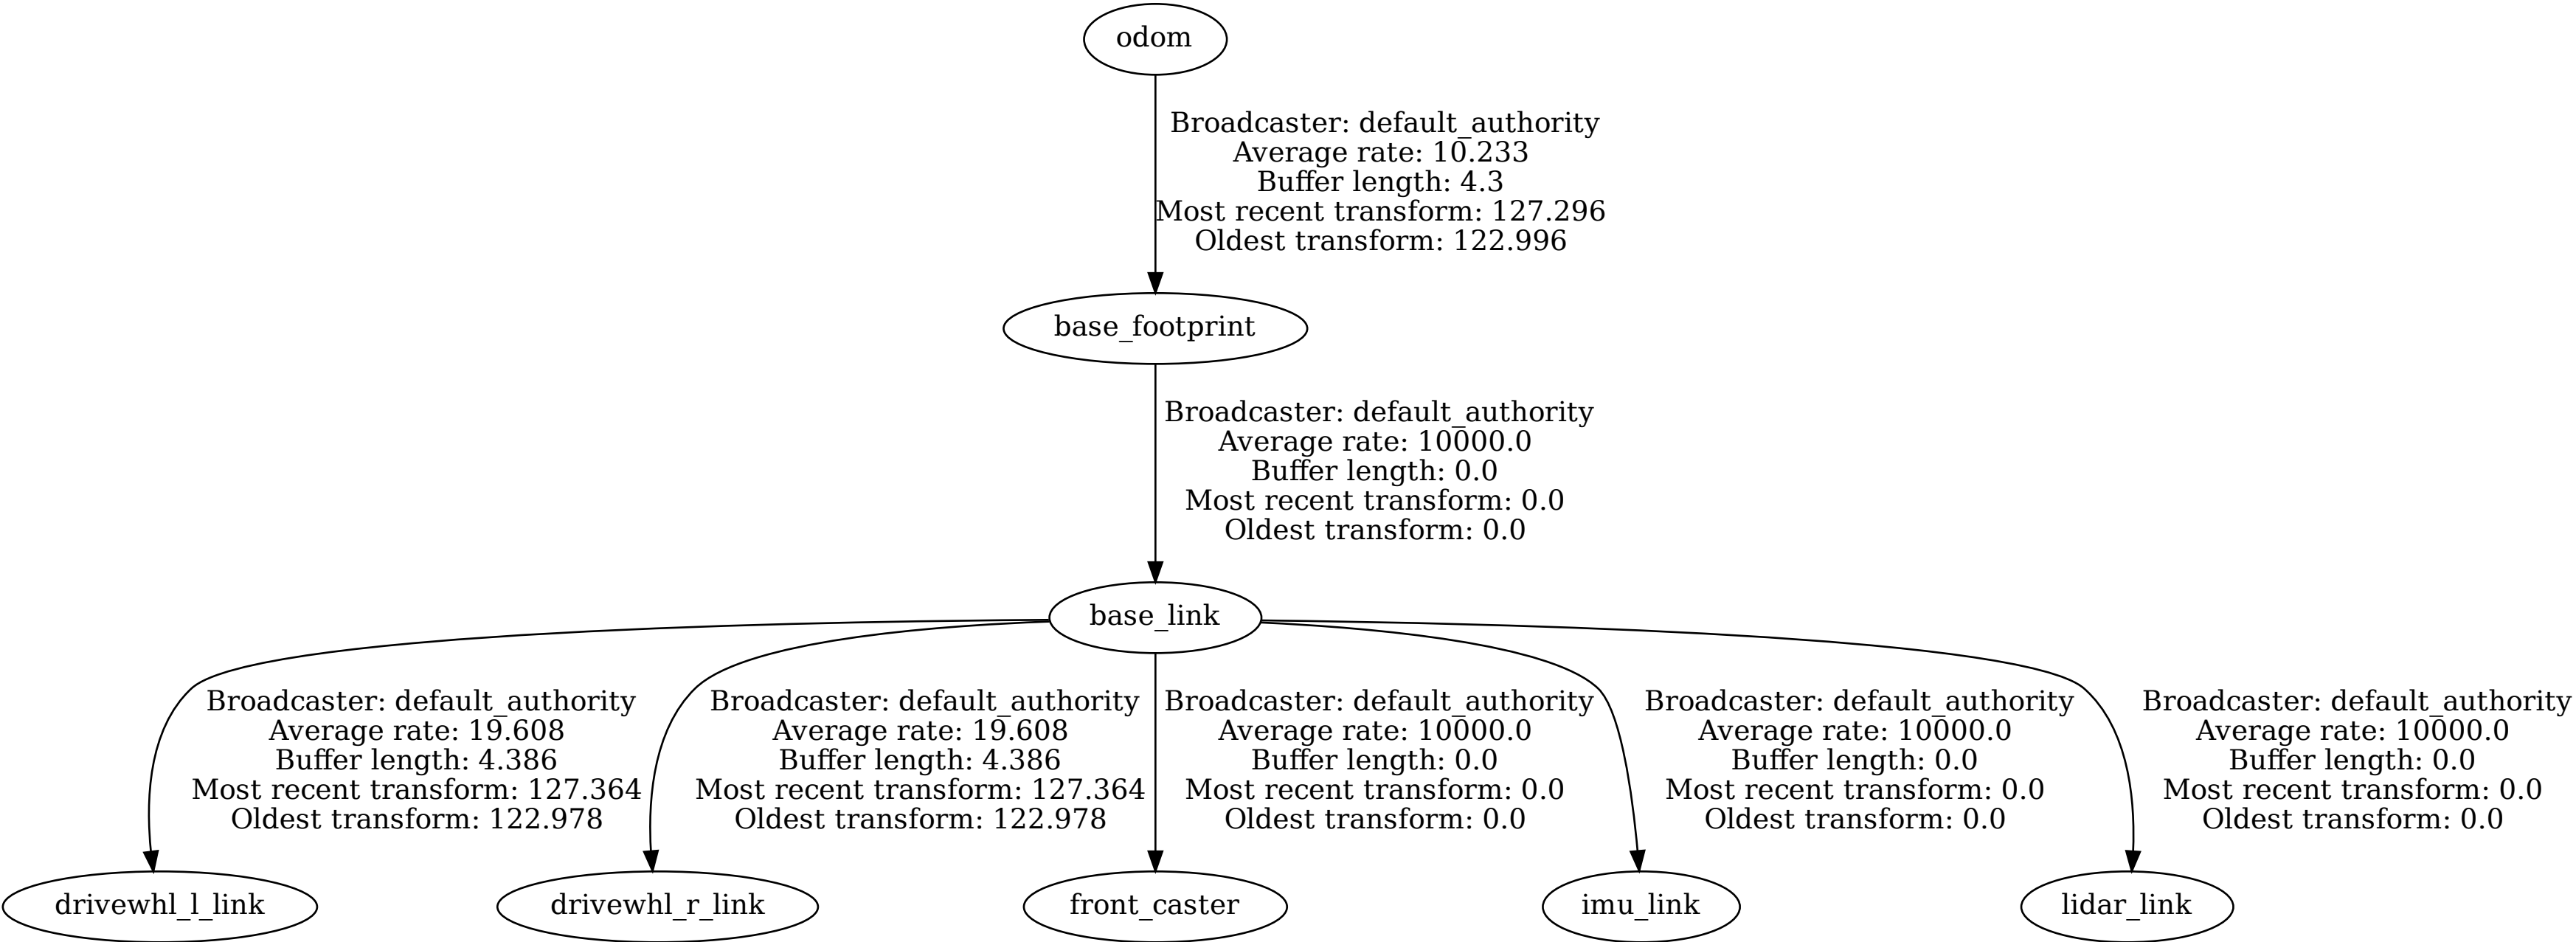 odom
Broadcaster: default_authority
Average rate: 10.233
Buffer length: 4.3
Most recent transform: 127.296
Oldest transform: 122.996
base_footprint
Broadcaster: default_authority
Average rate: 10000.0
Buffer length: 0.0
Most recent transform: 0.0
Oldest transform: 0.0
base_link
Broadcaster: default_authority
Average rate: 19.608
Buffer length: 4.386
Most recent transform: 127.364
Oldest transform: 122.978
Broadcaster: default_authority
Average rate: 19.608
Buffer length: 4.386
Most recent transform: 127.364
Oldest transform: 122.978
Broadcaster: default_authority
Average rate: 10000.0
Buffer length: 0.0
Most recent transform: 0.0
Oldest transform: 0.0
Broadcaster: default_authority
Average rate: 10000.0
Buffer length: 0.0
Most recent transform: 0.0
Oldest transform: 0.0
Broadcaster: default_authority
Average rate: 10000.0
Buffer length: 0.0
Most recent transform: 0.0
Oldest transform: 0.0
drivewhl_l_link
drivewhl_r_link
front_caster
imu_link
lidar_link